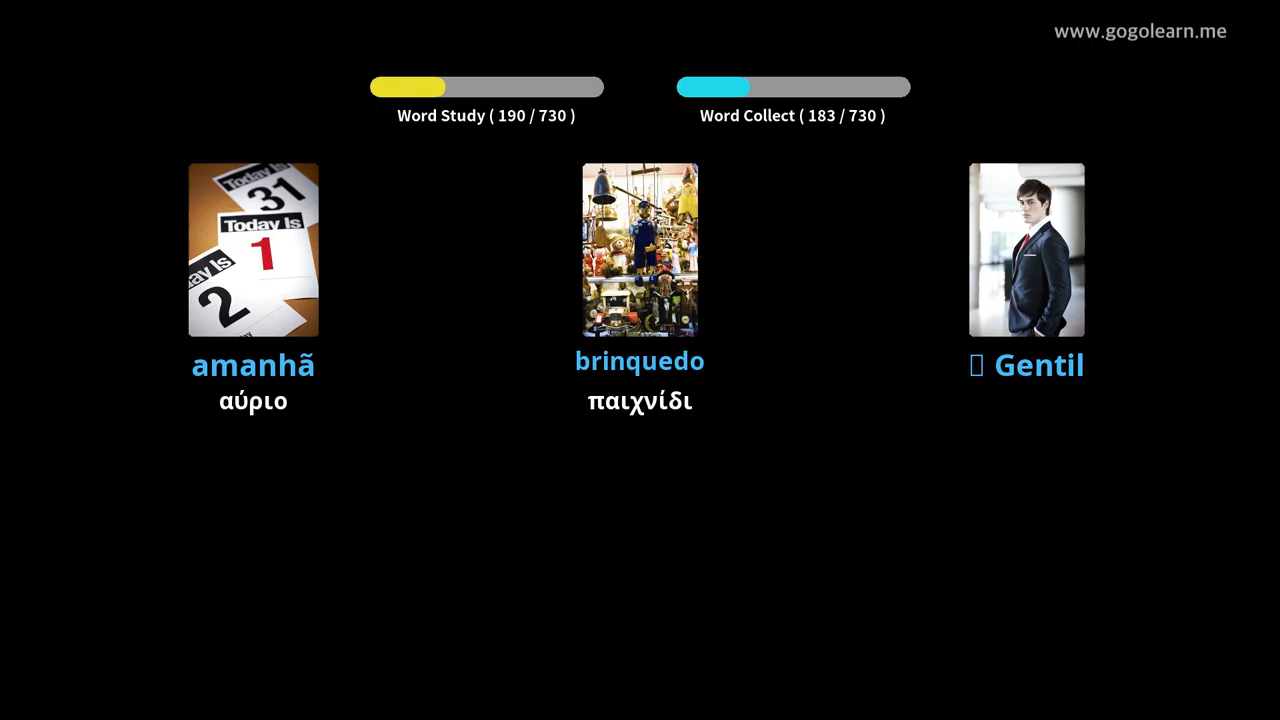 www.gogolearn.me
Word Study ( 190 / 730 )
Word Collect ( 183 / 730 )
Today Is
31
Today Is
1
ay Is
2
amanhã
brinquedo
Gentil
αύριο
παιχνίδι